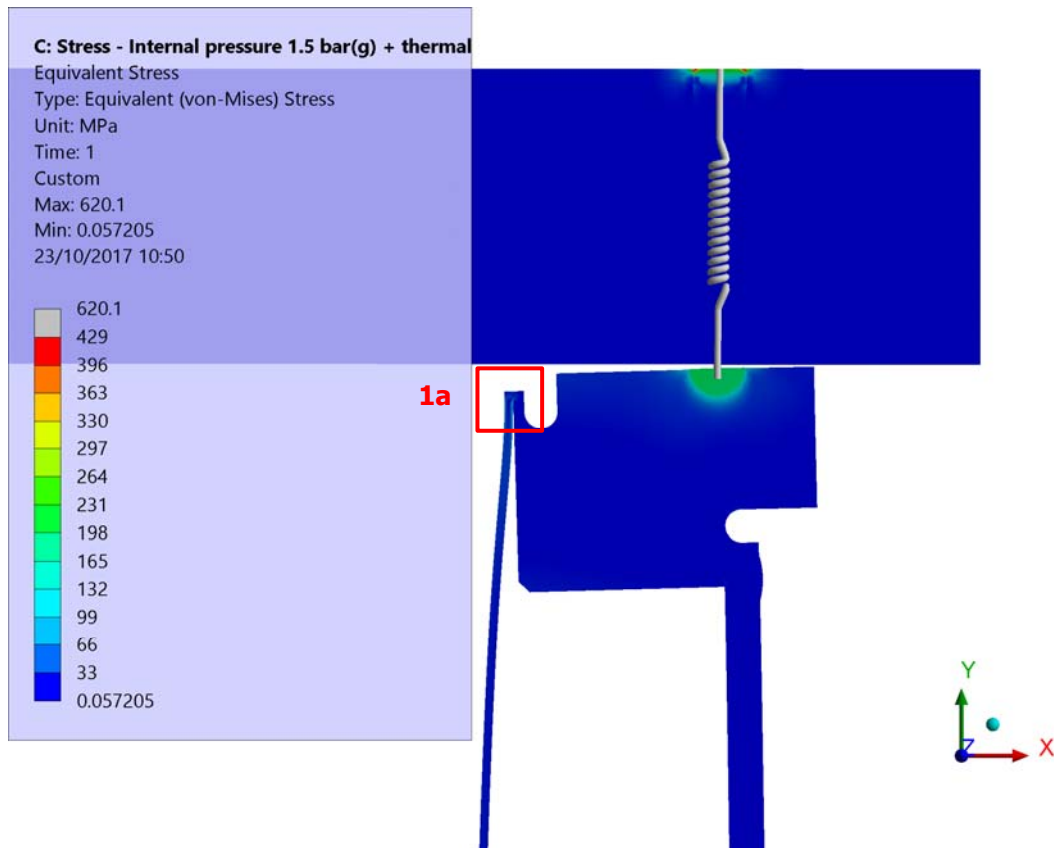 C: Stress - Internal pressure 1.5 bar(g) + thermal
Equivalent Stress
Type: Equivalent (von-Mises) Stress
Unit: MPa
Time: 1
Custom
Max: 620.1
Min: 0.057205
23/10/2017 10:50
620.1
429
396
363
330
297
264
231
198
165
132
99
66
33
0.057205
1a
Y
Z
X